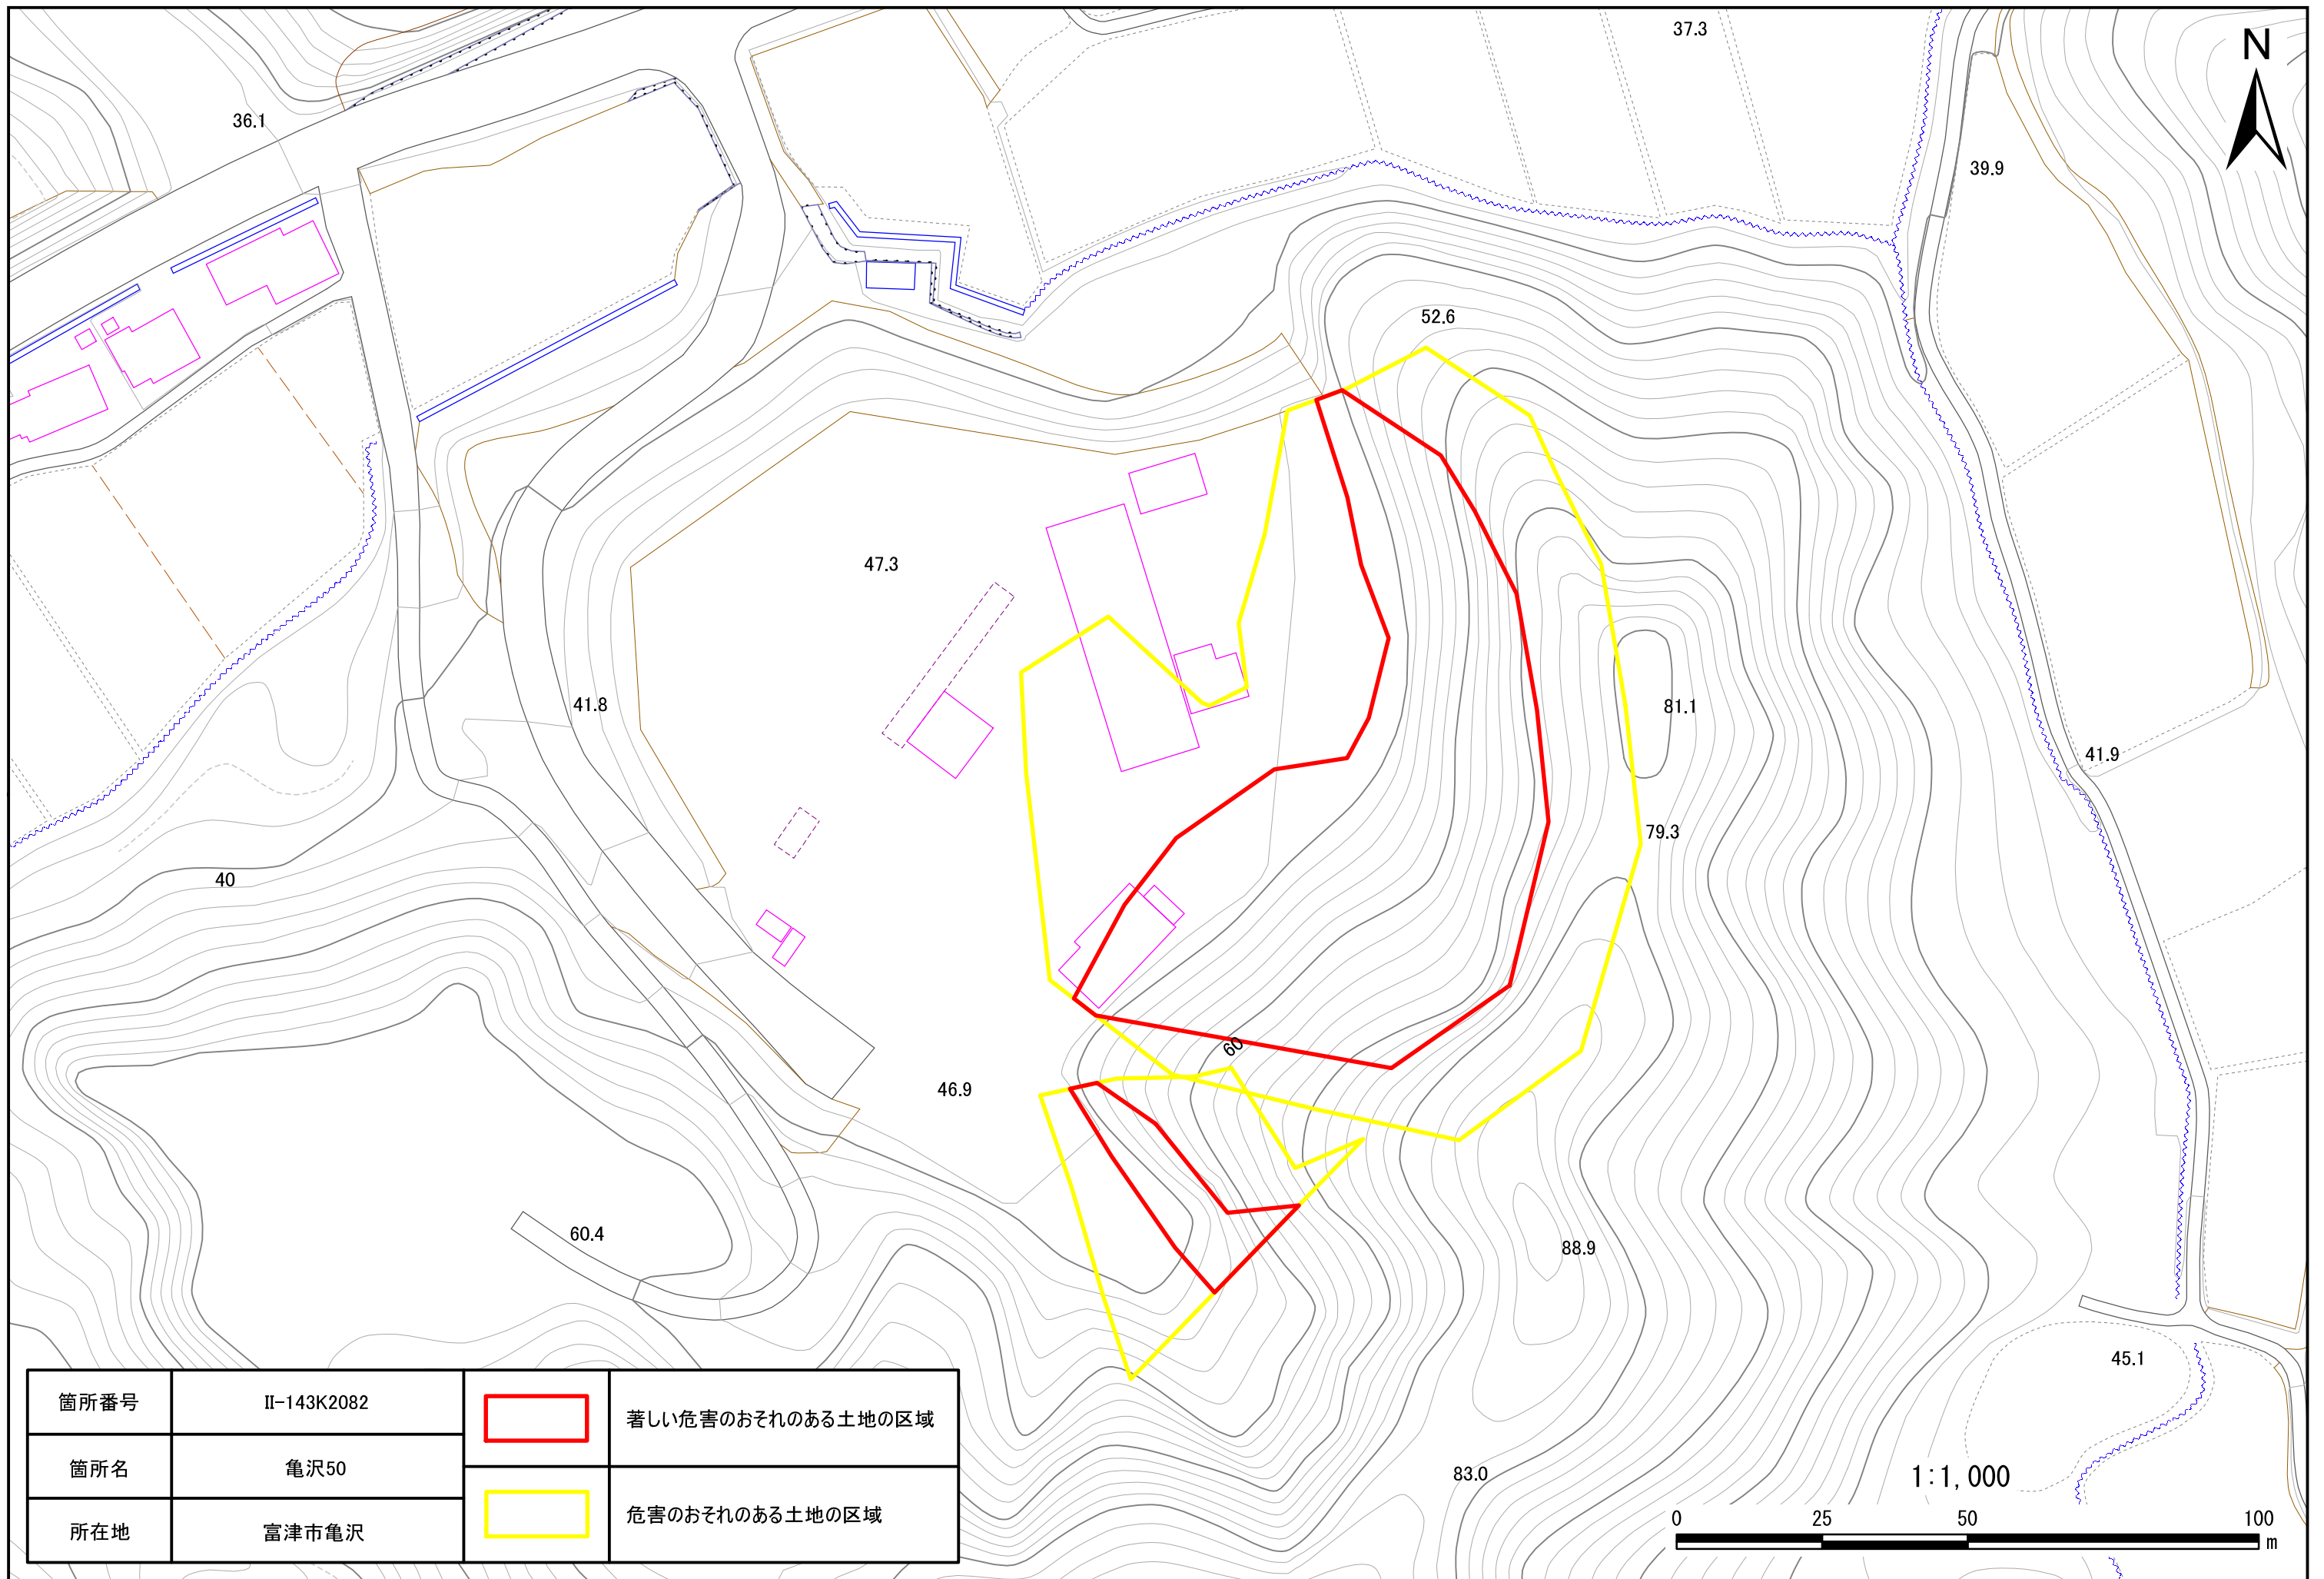 37.3
N
36.1
39.9
52.6
47.3
41.8
81.1
41.9
79.3
40
60
46.9
60.4
88.9
45.1
83.0
箇所番号 II-143K2082
箇所名 亀沢50
所在地 富津市亀沢
著しい危害のおそれのある土地の区域
危害のおそれのある土地の区域
1:1,000
0 25 50 100
m